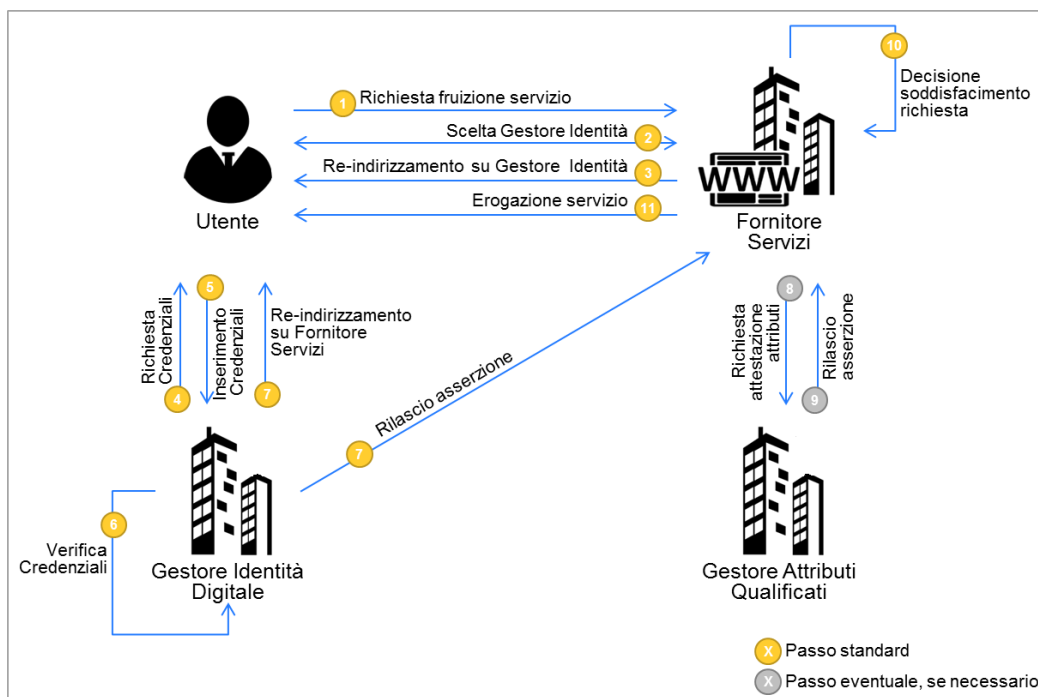 10
Decisione
soddisfacimento
richiesta
1 Richiesta fruizione servizio
Scelta Gestore Identità 2
Re-indirizzamento su Gestore Identità 3
Erogazione servizio 11
WWW
Utente
Fornitore
Servizi
4
Richiesta
Credenziali
5
Inserimento
Credenziali
7
Re-indirizzamento
su Fornitore
Servizi
7
Rilascio asserzione
8
Richiesta
attestazione
attributi
9
Rilascio
asserzione
6
Verifica
Credenziali
Gestore Identità
Digitale
Gestore Attributi
Qualificati
X Passo standard
X Passo eventuale, se necessario